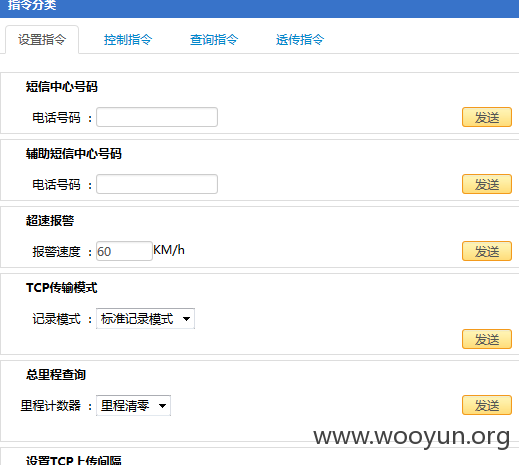 指令分类
设置指令 控制指令 查询指令 透传指令
短信中心号码
电话号码 : 发送
辅助短信中心号码
电话号码 : 发送
超速报警
报警速度 : 60 KM/h 发送
TCP传输模式
记录模式 : 标准记录模式
发送
总里程查询
里程计数器 : 里程清零 发送
www.wooyun.org
设置TCP上传间隔